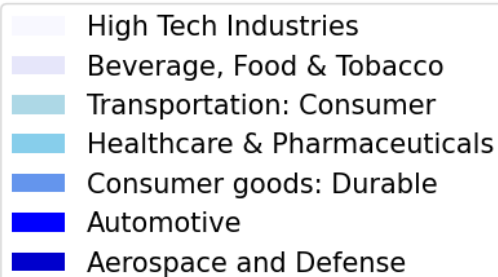 High Tech Industries
Beverage, Food & Tobacco
Transportation: Consumer
Healthcare & Pharmaceuticals
Consumer goods: Durable
Automotive
Aerospace and Defense